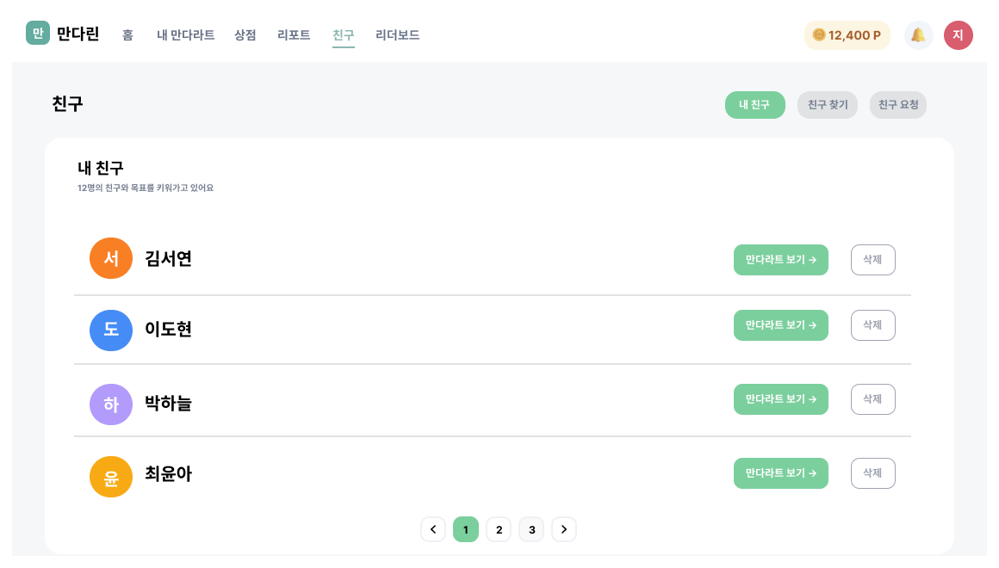 만 만다린 홈 내 만다라트 상점 리포트 친구 리더보드 12,400 P 지
친구 내 친구 친구 찾기 친구 요청
내 친구
12명의 친구와 목표를 키워가고 있어요
서 김서연 만다라트 보기 → 삭제
도 이도현 만다라트 보기 → 삭제
하 박하늘 만다라트 보기 → 삭제
윤 최윤아 만다라트 보기 → 삭제
< 1 2 3 >